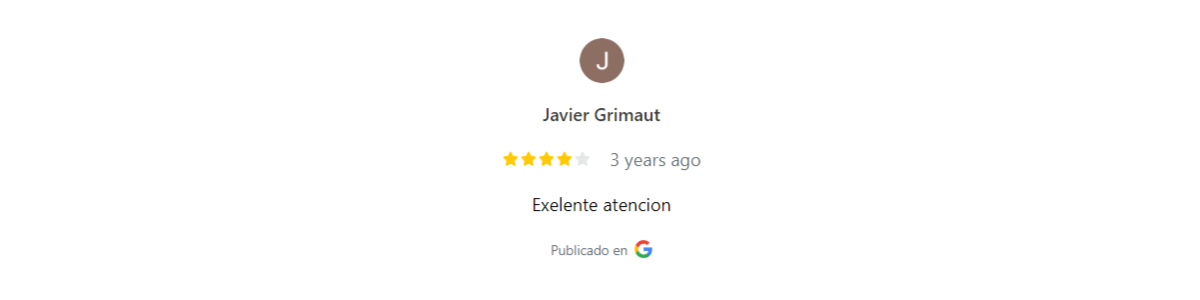 J
Javier Grimaut
3 years ago
Exelente atencion
Publicado en G